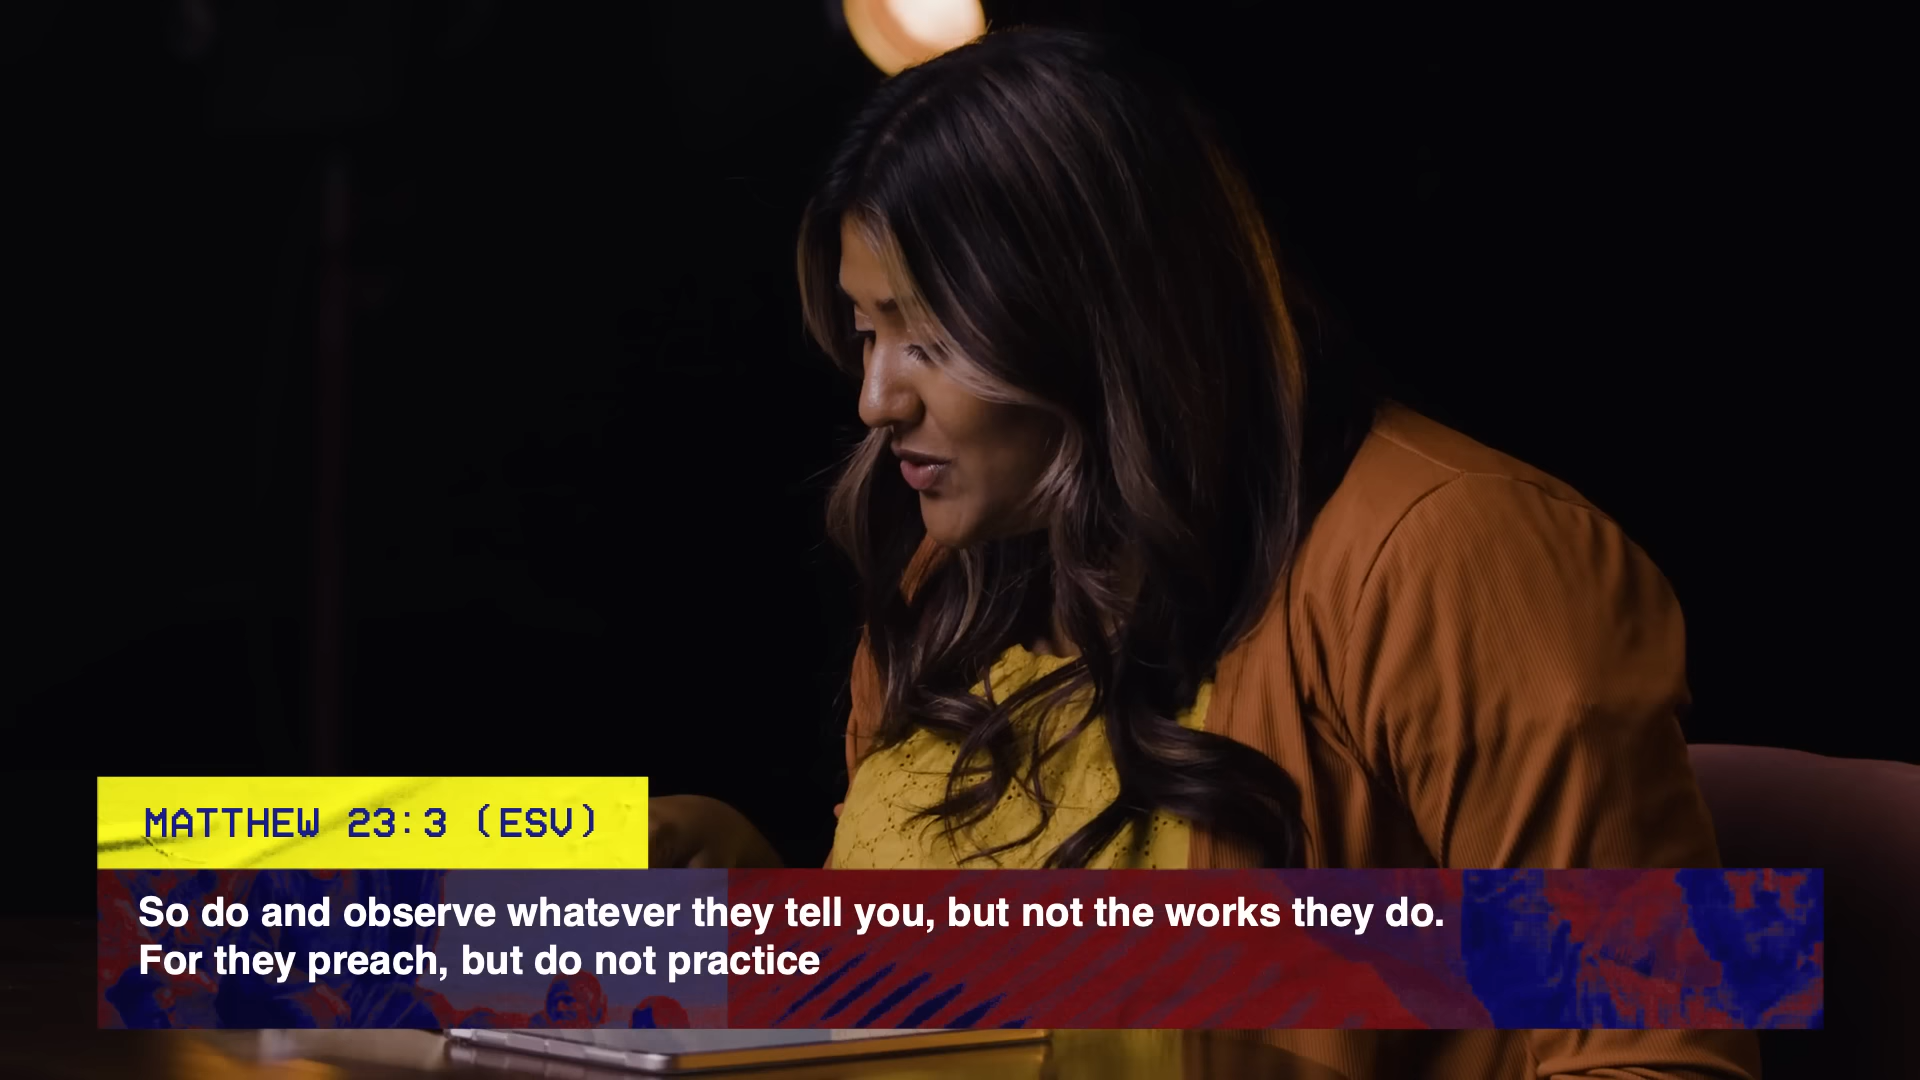 MATTHEW 23:3 (ESV)
So do and observe whatever they tell you, but not the works they do.
For they preach, but do not practice